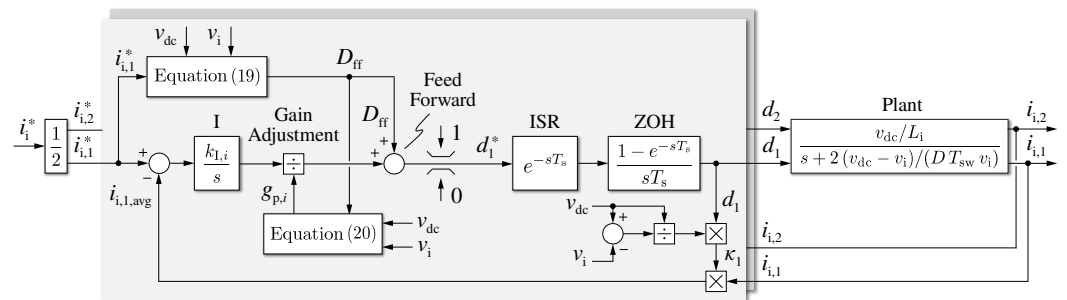 v_dc v_i
i*_i,1
Equation (19)
D_ff
Feed
Forward
D_ff
i*_i
1/2
i*_i,2
i*_i,1
+
−
i_i,1,avg
I
k_1,i / s
Gain
Adjustment
÷
g_p,i
Equation (20)
v_dc
v_i
+
+
1
0
d*_1
ISR
e^−sT_s
ZOH
1 − e^−sT_s / sT_s
v_dc
+
−
v_i
÷
×
d_1
κ_1
×
d_2
d_1
Plant
v_dc/L_i / s + 2 (v_dc − v_i)/(D T_sw v_i)
i_i,2
i_i,1
i_i,2
i_i,1